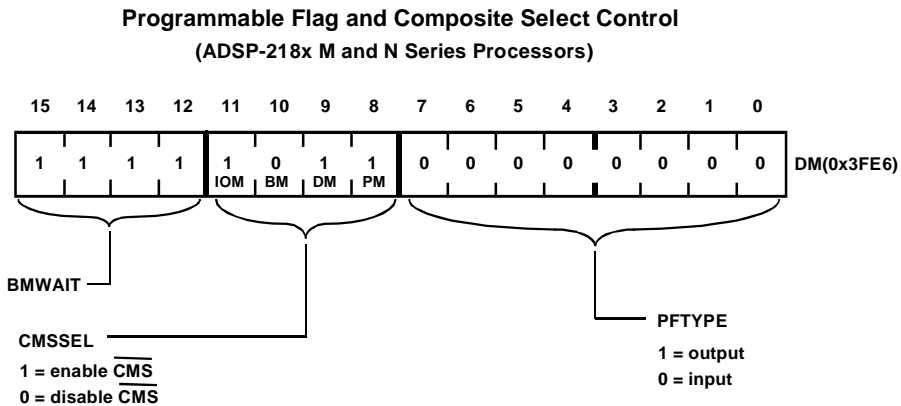 Programmable Flag and Composite Select Control
(ADSP-218x M and N Series Processors)
15 14 13 12 11 10 9 8 7 6 5 4 3 2 1 0
1 1 1 1 1 0 1 1 0 0 0 0 0 0 0 0 DM(0x3FE6)
IOM BM DM PM
BMWAIT
CMSSEL
1 = enable CMS
0 = disable CMS
PFTYPE
1 = output
0 = input